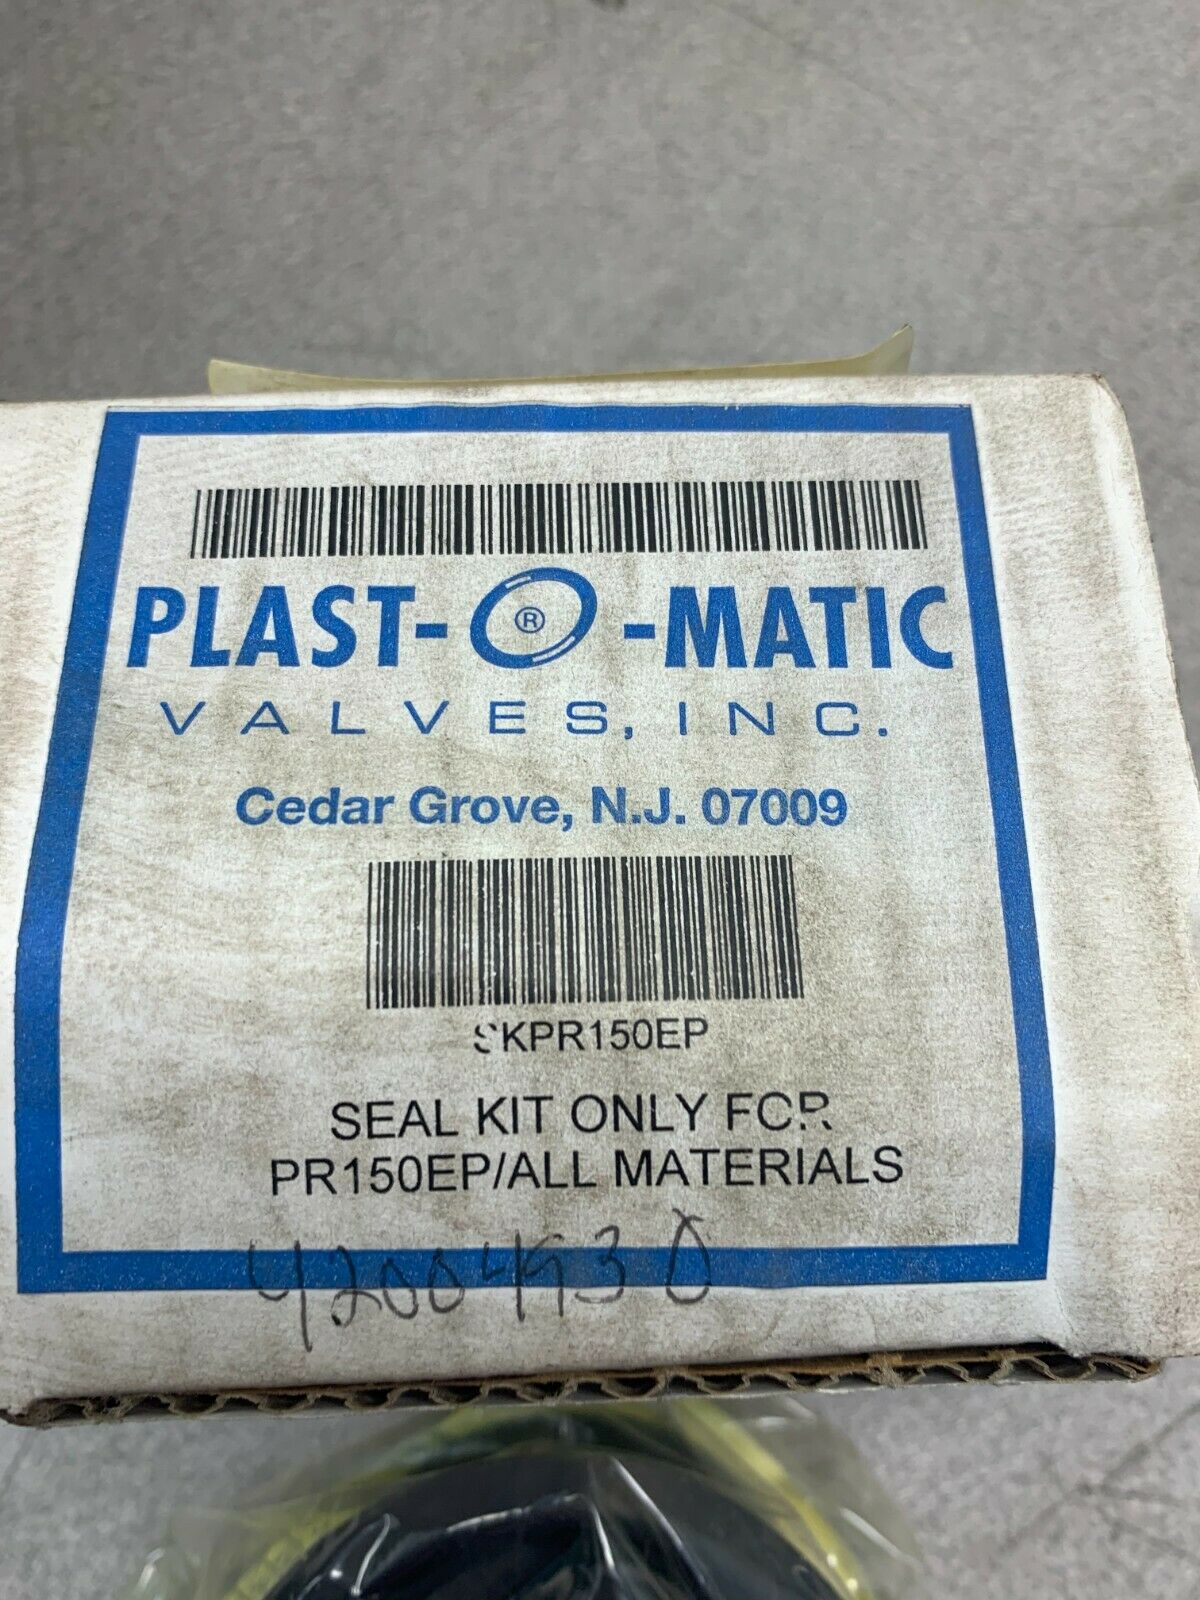 PLAST-O®-MATIC
VALVES, INC.
Cedar Grove, N.J. 07009
SKPR150EP
SEAL KIT ONLY FOR
PR150EP/ALL MATERIALS
42004930